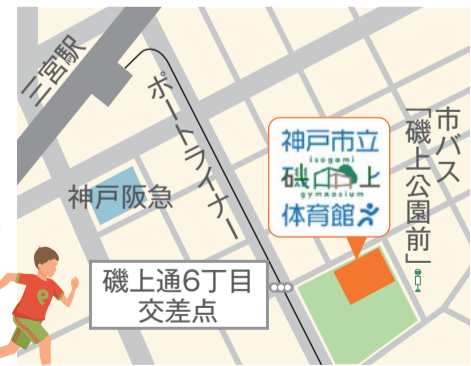 三宮駅
ポートライナー
神戸阪急
神戸市立
isogami
磯上
gymnasium
体育館
市バス
「磯上公園前」
磯上通6丁目
交差点